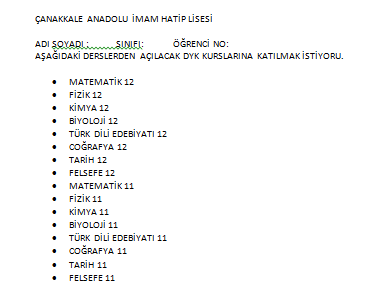 ÇANAKKALE ANADOLU İMAM HATİP LİSESİ
ADI SOYADI : SINIFI: ÖĞRENCİ NO:
AŞAĞIDAKİ DERSLERDEN AÇILACAK DYK KURSLARINA KATILMAK İSTİYORU.
• MATEMATİK 12
• FİZİK 12
• KİMYA 12
• BİYOLOJİ 12
• TÜRK DİLİ EDEBİYATI 12
• COĞRAFYA 12
• TARİH 12
• FELSEFE 12
• MATEMATİK 11
• FİZİK 11
• KİMYA 11
• BİYOLOJİ 11
• TÜRK DİLİ EDEBİYATI 11
• COĞRAFYA 11
• TARİH 11
• FELSEFE 11